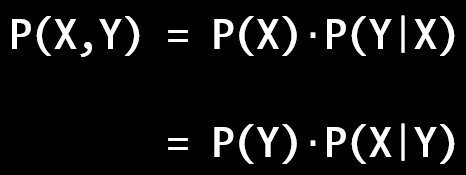 P(X,Y) = P(X)·P(Y|X)
= P(Y)·P(X|Y)